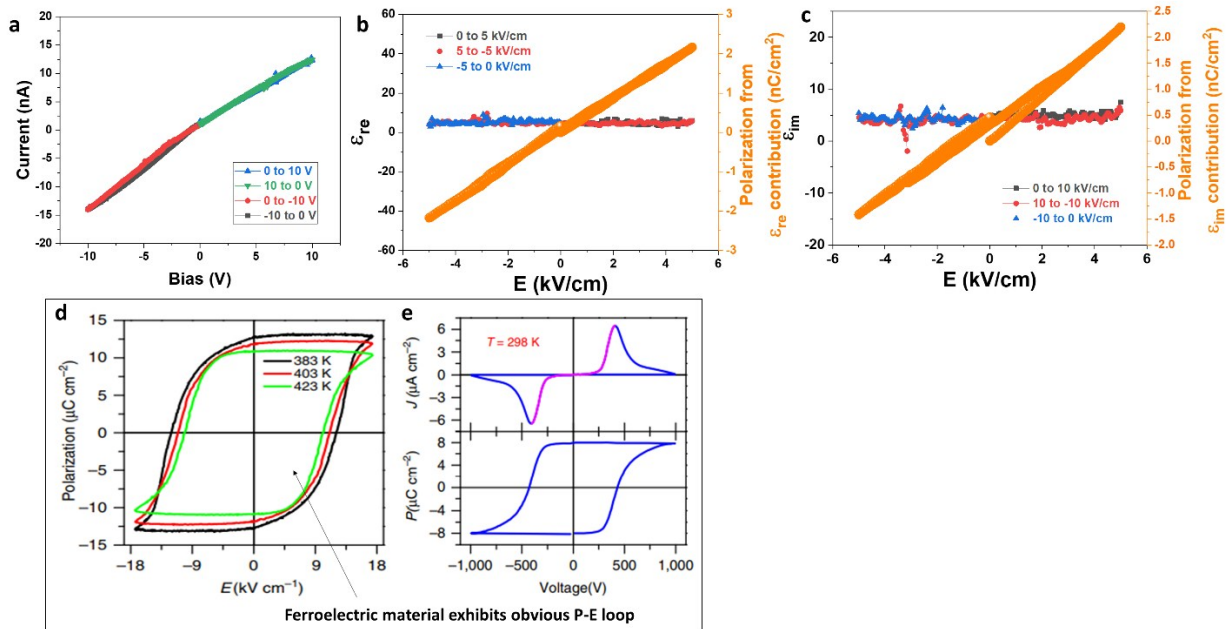 a
Current (nA)
20
15
10
5
0
-5
-10
-15
-20
-10
-5
0
5
10
Bias (V)
0 to 10 V
10 to 0 V
0 to -10 V
-10 to 0 V
b
ε_re
60
40
20
0
-20
-40
-60
-6
-4
-2
0
2
4
6
E (kV/cm)
0 to 5 kV/cm
5 to -5 kV/cm
-5 to 0 kV/cm
3
2
1
0
-1
-2
-3
Polarization from
ε_re contribution (nC/cm²)
c
ε_im
20
15
10
5
0
5
10
15
20
-6
-4
-2
0
2
4
6
E (kV/cm)
0 to 10 kV/cm
10 to -10 kV/cm
-10 to 0 kV/cm
2.5
2.0
1.5
1.0
0.5
0.0
-0.5
-1.0
-1.5
-2.0
Polarization from
ε_im contribution (nC/cm²)
d
Polarization (μC cm⁻²)
15
10
5
0
−5
−10
−15
−18
−9
0
9
18
E(kV cm⁻¹)
383 K
403 K
423 K
e
T = 298 K
J (μA cm⁻²)
6
3
0
−3
−6
P(μC cm⁻²)
8
4
0
−4
−8
−1,000
−500
0
500
1,000
Voltage(V)
Ferroelectric material exhibits obvious P-E loop